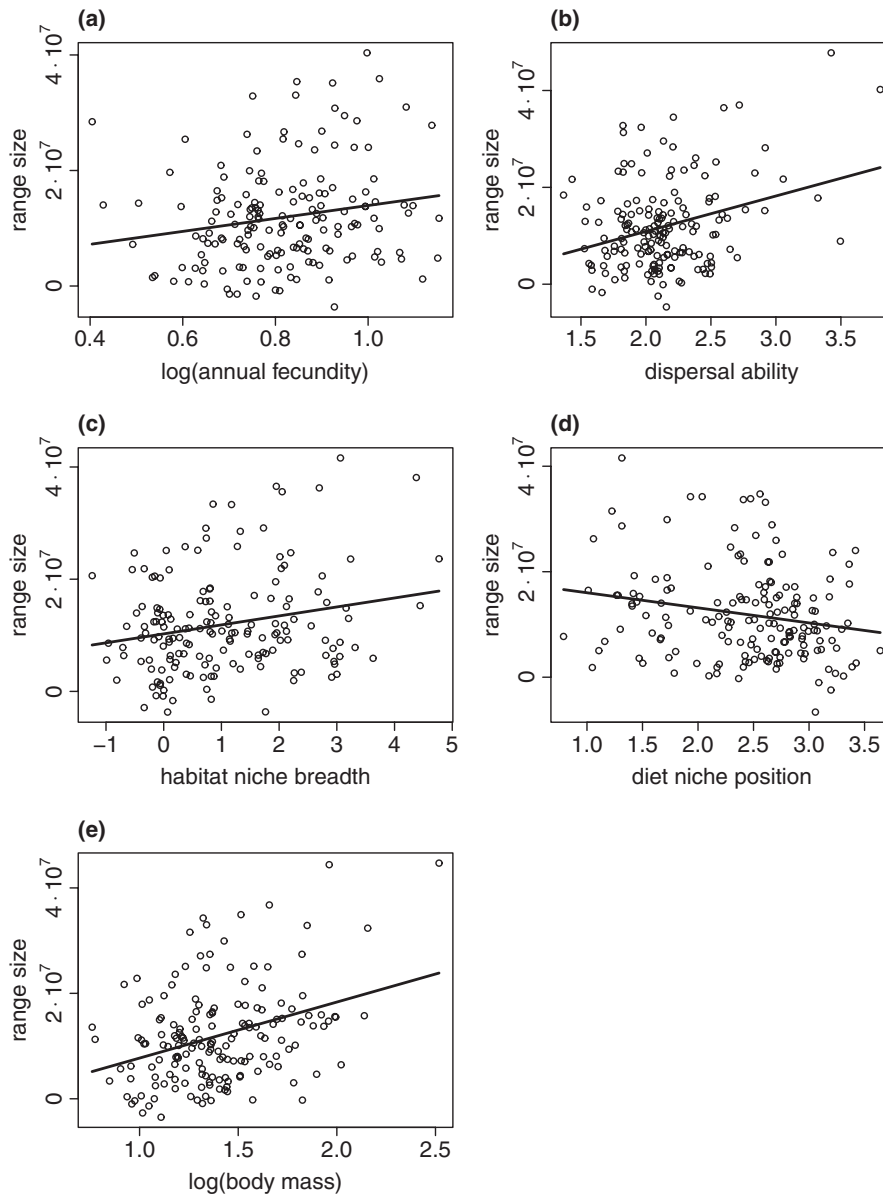 (a)
range size
0
2·10⁷
4·10⁷
0.4 0.6 0.8 1.0
log(annual fecundity)
(b)
range size
0
2·10⁷
4·10⁷
1.5 2.0 2.5 3.0 3.5
dispersal ability
(c)
range size
0
2·10⁷
4·10⁷
−1 0 1 2 3 4 5
habitat niche breadth
(d)
range size
0
2·10⁷
4·10⁷
1.0 1.5 2.0 2.5 3.0 3.5
diet niche position
(e)
range size
0
2·10⁷
4·10⁷
1.0 1.5 2.0 2.5
log(body mass)